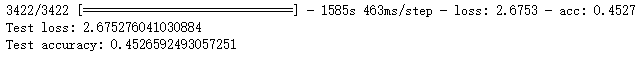 3422/3422 [==============================] - 1585s 463ms/step - loss: 2.6753 - acc: 0.4527
Test loss: 2.675276041030884
Test accuracy: 0.4526592493057251